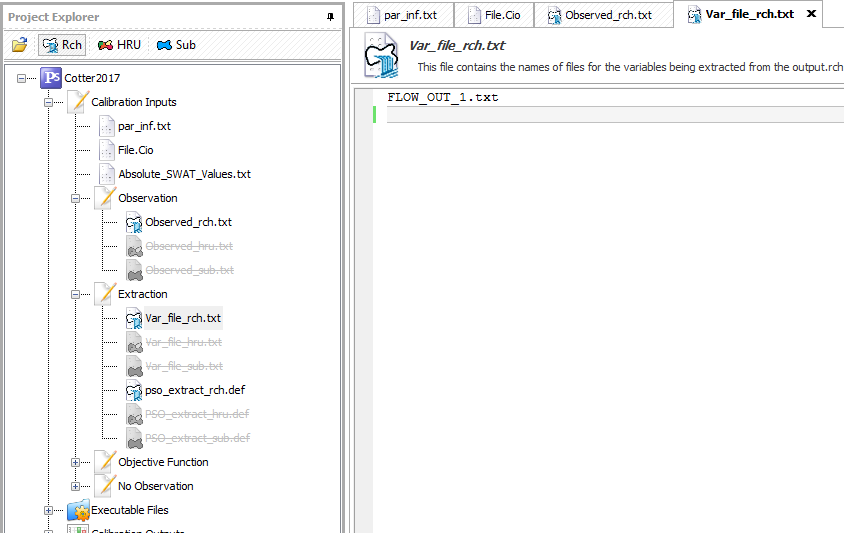 Project Explorer
Rch HRU Sub
Ps Cotter2017
Calibration Inputs
par_inf.txt
File.Cio
Absolute_SWAT_Values.txt
Observation
Observed_rch.txt
Observed_hru.txt
Observed_sub.txt
Extraction
Var_file_rch.txt
Var_file_hru.txt
Var_file_sub.txt
pso_extract_rch.def
PSO_extract_hru.def
PSO_extract_sub.def
Objective Function
No Observation
Executable Files
Calibration Outputs
par_inf.txt File.Cio Observed_rch.txt Var_file_rch.txt
Var_file_rch.txt
This file contains the names of files for the variables being extracted from the output.rch
FLOW_OUT_1.txt